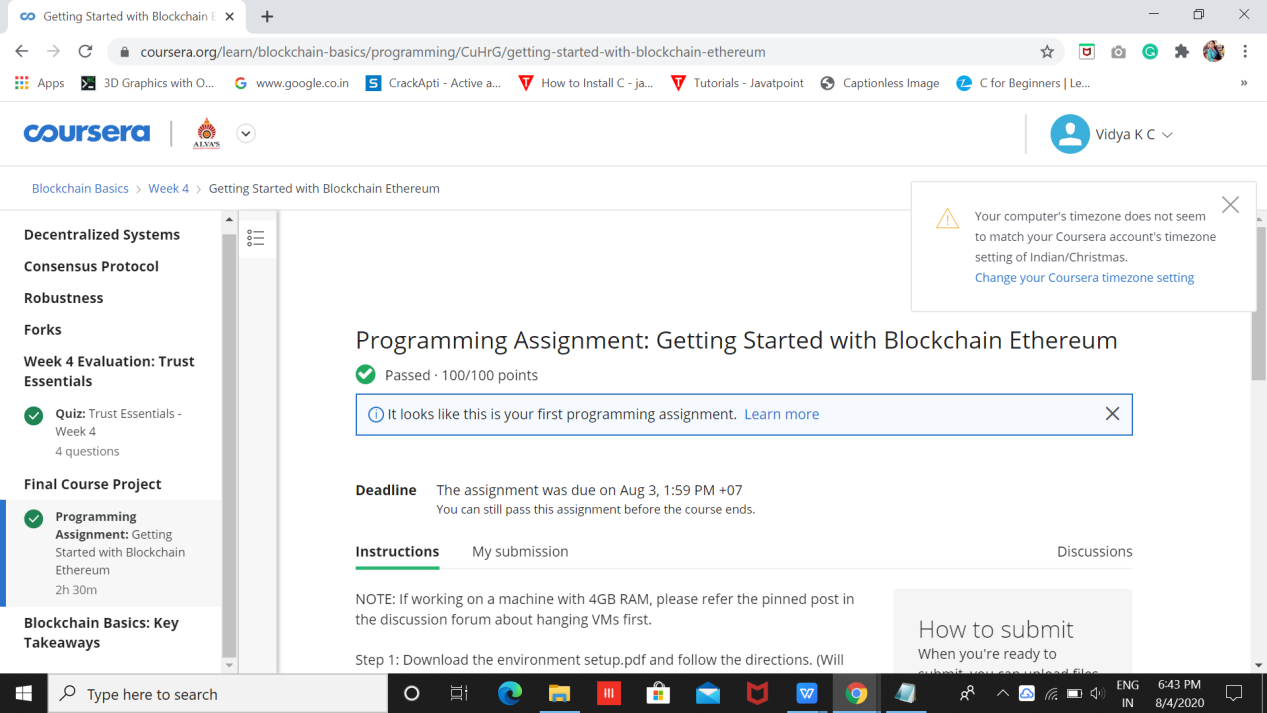 Getting Started with Blockchain E
coursera.org/learn/blockchain-basics/programming/CuHrG/getting-started-with-blockchain-ethereum
Apps
3D Graphics with O...
www.google.co.in
CrackApti - Active a...
How to Install C - ja...
Tutorials - Javatpoint
Captionless Image
C for Beginners | Le...
»
coursera
ALVA'S
Vidya K C
Blockchain Basics > Week 4 > Getting Started with Blockchain Ethereum
Your computer's timezone does not seem
to match your Coursera account's timezone
setting of Indian/Christmas.
Change your Coursera timezone setting
Decentralized Systems
Consensus Protocol
Robustness
Forks
Week 4 Evaluation: Trust
Essentials
Quiz: Trust Essentials -
Week 4
4 questions
Final Course Project
Programming
Assignment: Getting
Started with Blockchain
Ethereum
2h 30m
Blockchain Basics: Key
Takeaways
Programming Assignment: Getting Started with Blockchain Ethereum
Passed · 100/100 points
It looks like this is your first programming assignment. Learn more
Deadline The assignment was due on Aug 3, 1:59 PM +07
You can still pass this assignment before the course ends.
Instructions My submission Discussions
NOTE: If working on a machine with 4GB RAM, please refer the pinned post in
the discussion forum about hanging VMs first.
Step 1: Download the environment setup.pdf and follow the directions. (Will
How to submit
When you're ready to
submit, you can upload files
Type here to search
ENG
IN
6:43 PM
8/4/2020